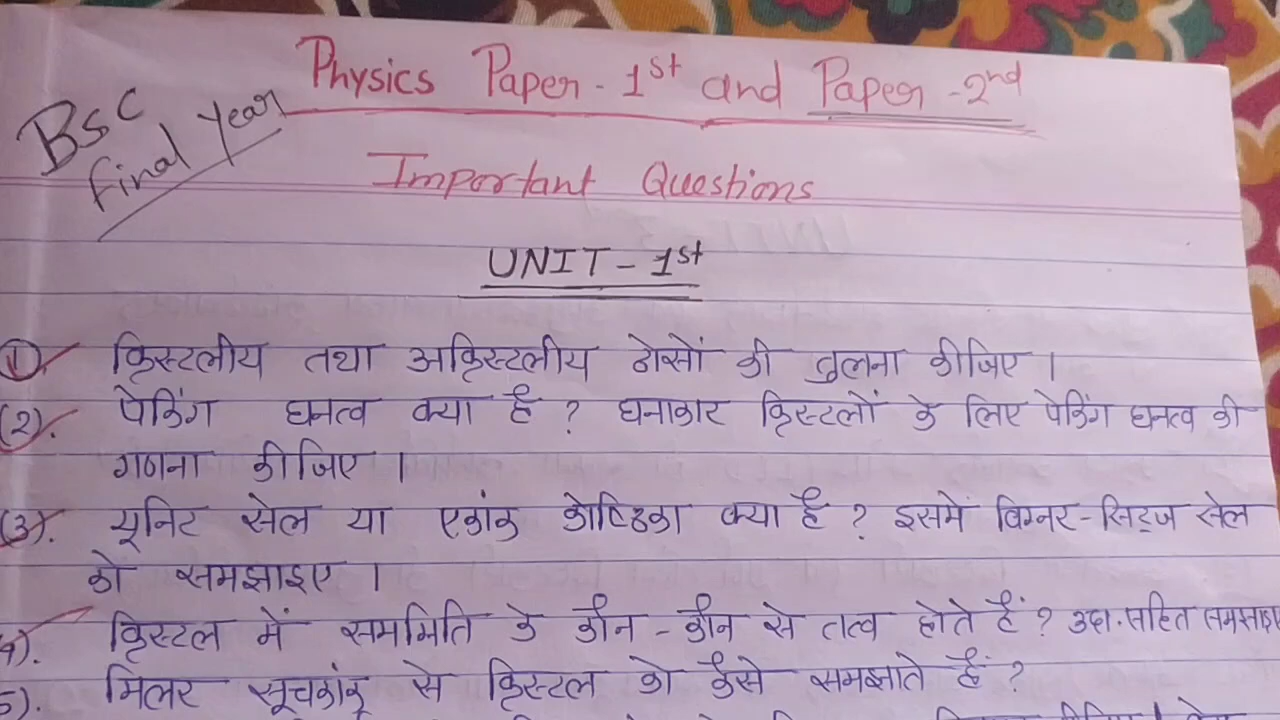 BSC
Final Year
Physics Paper - 1st and Paper - 2nd
Important Questions
UNIT - 1st
(1). क्रिस्टलीय तथा अक्रिस्टलीय ठोसों की तुलना कीजिए।
(2). पेकिंग घनत्व क्या है? घनाकार क्रिस्टलों के लिए पेकिंग घनत्व की
गणना कीजिए।
(3). यूनिट सेल या एकांक कोष्ठिका क्या है? इसमें विग्नर-सिट्ज सेल
को समझाइए।
4). क्रिस्टल में सममिति के कौन-कौन से तत्व होते हैं? उदा. सहित समझाइए
5). मिलर सूचकांक से क्रिस्टल को कैसे समझाते हैं?